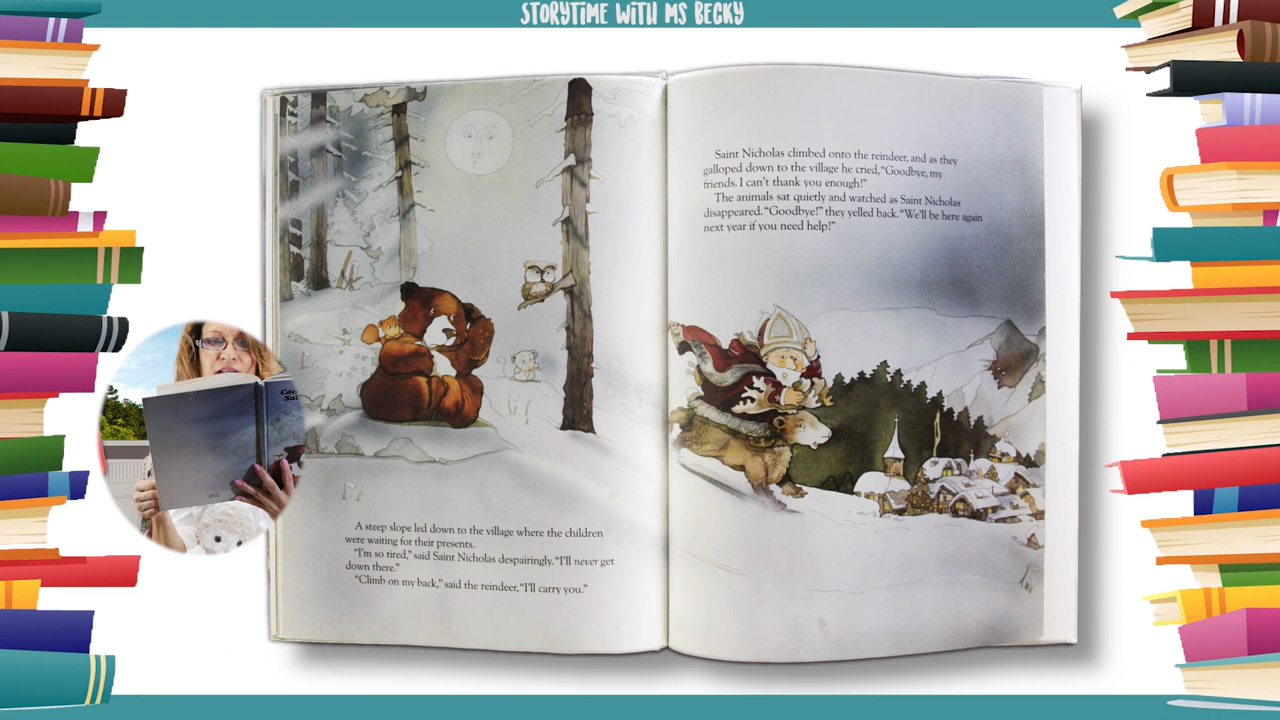 STORYTIME WITH MS BECKY
A steep slope led down to the village where the children
were waiting for their presents.
"I'm so tired," said Saint Nicholas despairingly. "I'll never get
down there."
"Climb on my back," said the reindeer, "I'll carry you."
Saint Nicholas climbed onto the reindeer, and as they
galloped down to the village he cried, "Goodbye, my
friends. I can't thank you enough!"
The animals sat quietly and watched as Saint Nicholas
disappeared. "Goodbye!" they yelled back. "We'll be here again
next year if you need help!"